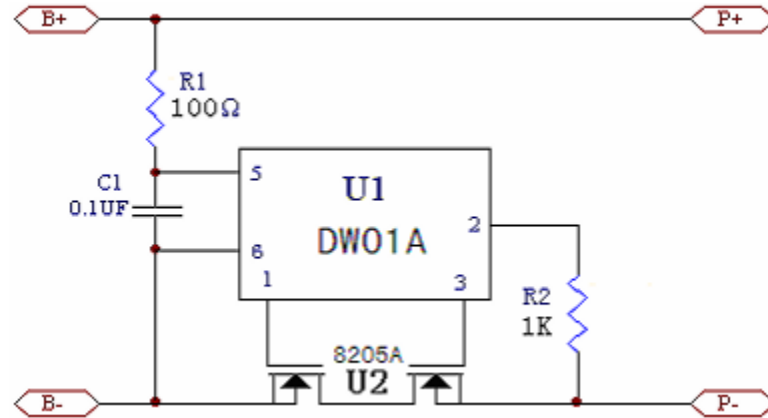 B+
P+
R1
100Ω
C1
0.1UF
5
U1
DW01A
2
6
1
3
R2
1K
8205A
U2
B-
P-